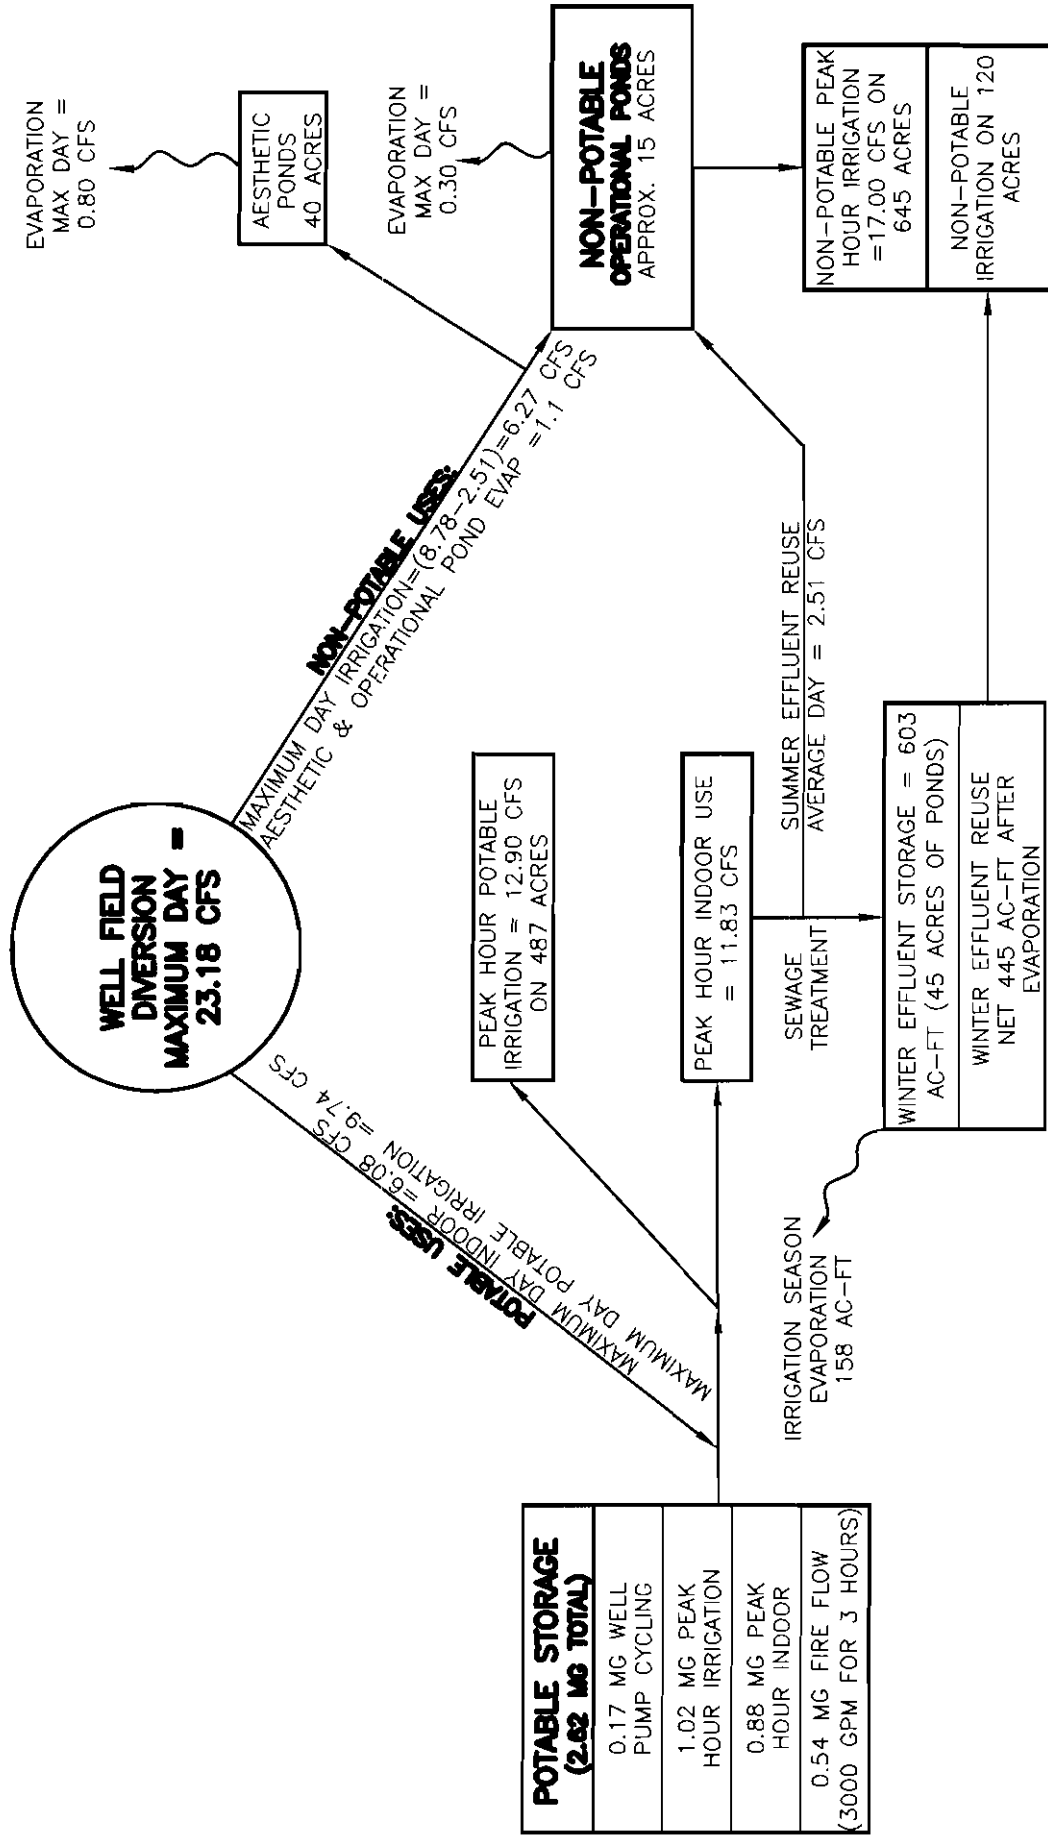 WELL FIELD
DIVERSION
MAXIMUM DAY =
23.18 CFS
POTABLE USES:
MAXIMUM DAY INDOOR =6.08 CFS
MAXIMUM DAY POTABLE IRRIGATION =9.74 CFS
NON-POTABLE USES:
MAXIMUM DAY IRRIGATION=(8.78-2.51)=6.27 CFS
AESTHETIC & OPERATIONAL POND EVAP =1.1 CFS
EVAPORATION
MAX DAY =
0.80 CFS
AESTHETIC
PONDS
40 ACRES
EVAPORATION
MAX DAY =
0.30 CFS
NON-POTABLE
OPERATIONAL PONDS
APPROX. 15 ACRES
NON-POTABLE PEAK
HOUR IRRIGATION
=17.00 CFS ON
645 ACRES
NON-POTABLE
IRRIGATION ON 120
ACRES
POTABLE STORAGE
(2.62 MG TOTAL)
0.17 MG WELL
PUMP CYCLING
1.02 MG PEAK
HOUR IRRIGATION
0.88 MG PEAK
HOUR INDOOR
0.54 MG FIRE FLOW
(3000 GPM FOR 3 HOURS)
PEAK HOUR POTABLE
IRRIGATION = 12.90 CFS
ON 487 ACRES
PEAK HOUR INDOOR USE
= 11.83 CFS
SEWAGE
TREATMENT
SUMMER EFFLUENT REUSE
AVERAGE DAY = 2.51 CFS
IRRIGATION SEASON
EVAPORATION
158 AC-FT
WINTER EFFLUENT STORAGE = 603
AC-FT (45 ACRES OF PONDS)
WINTER EFFLUENT REUSE
NET 445 AC-FT AFTER
EVAPORATION